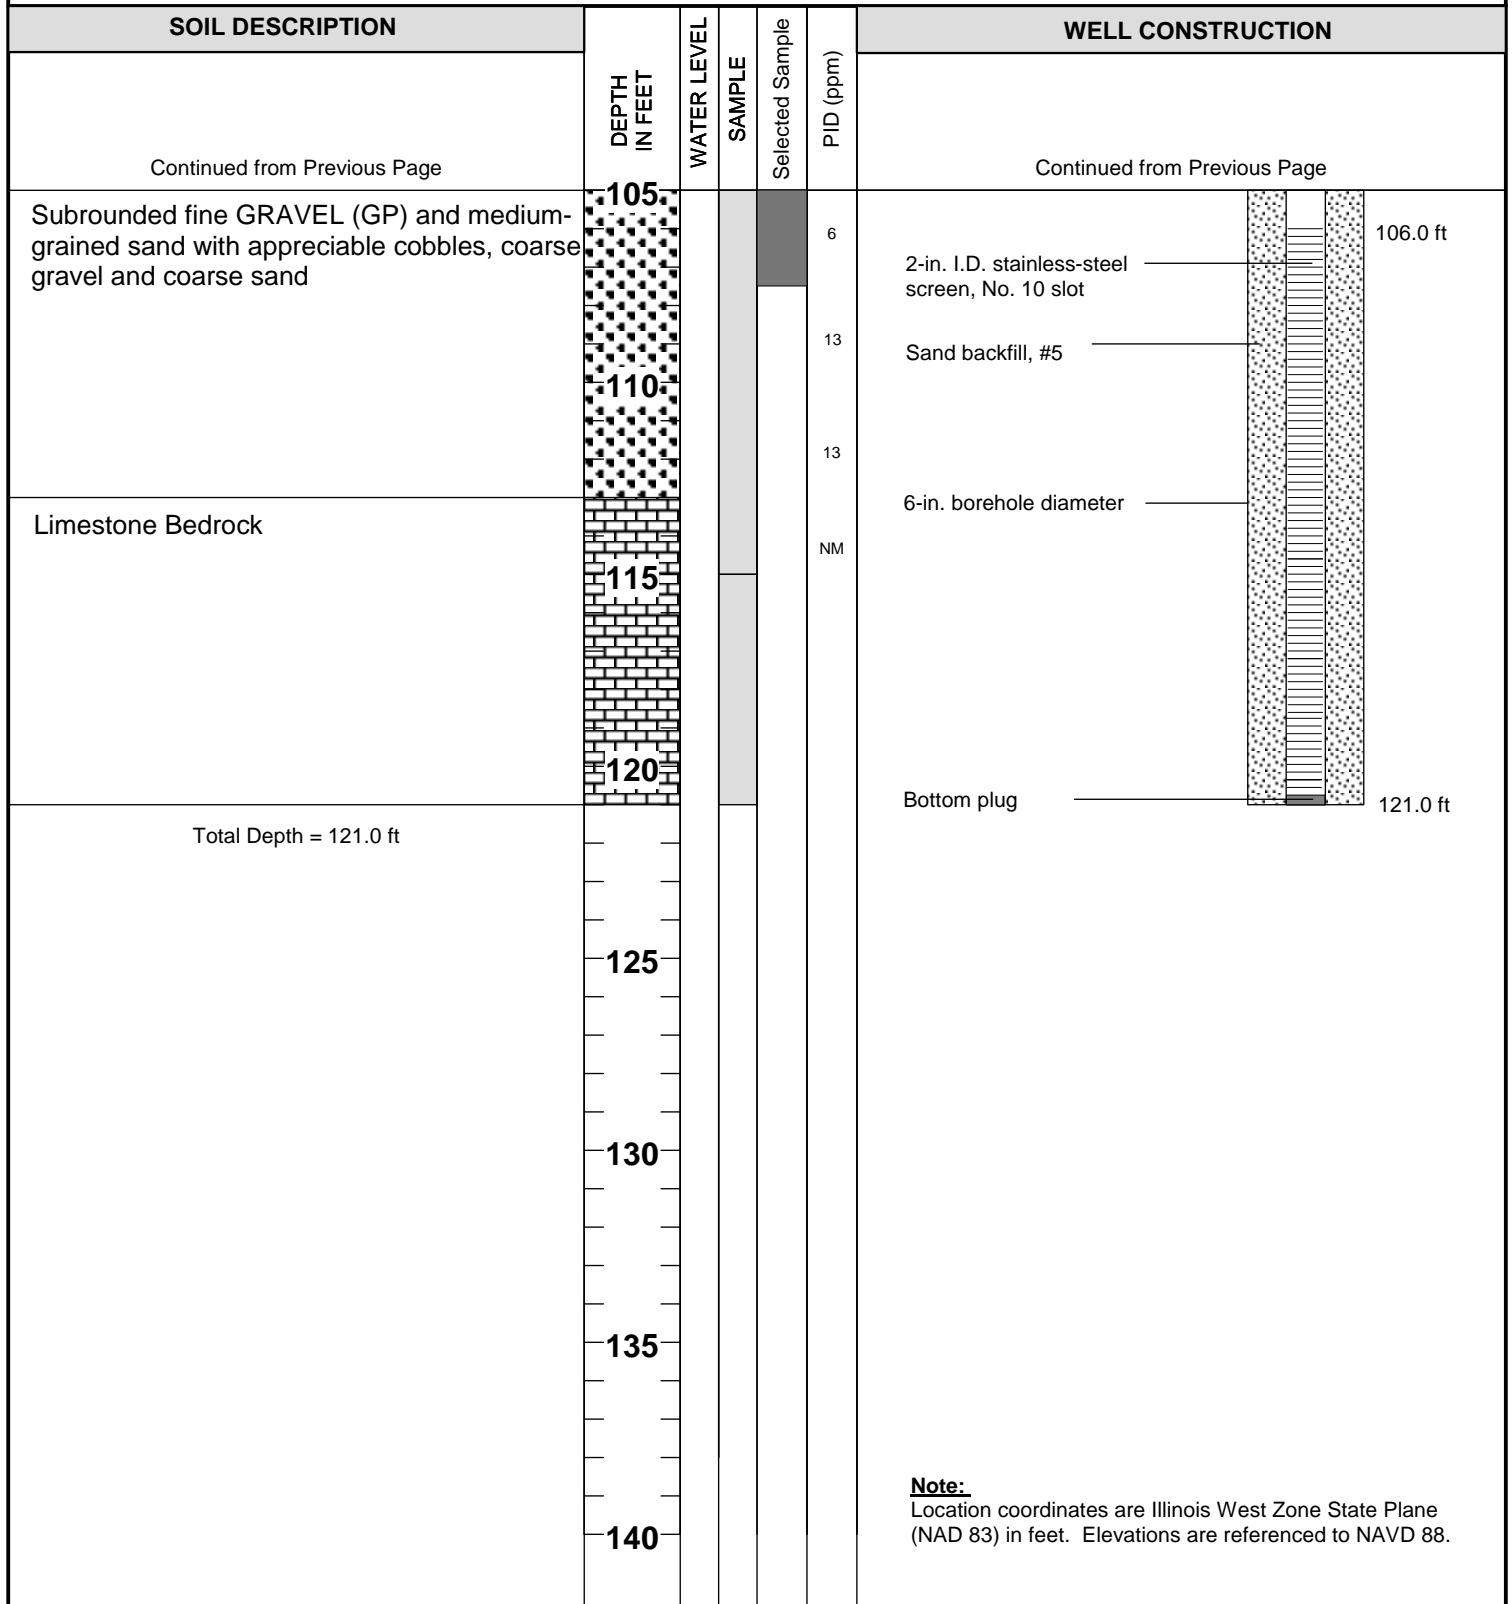 SOIL DESCRIPTION
DEPTH
IN FEET
WATER LEVEL
SAMPLE
Selected Sample
PID (ppm)
WELL CONSTRUCTION
Continued from Previous Page
Continued from Previous Page
105
Subrounded fine GRAVEL (GP) and medium-
grained sand with appreciable cobbles, coarse
gravel and coarse sand
6
106.0 ft
2-in. I.D. stainless-steel
screen, No. 10 slot
13
Sand backfill, #5
110
13
6-in. borehole diameter
Limestone Bedrock
NM
115
120
Bottom plug
121.0 ft
Total Depth = 121.0 ft
125
130
135
140
Note:
Location coordinates are Illinois West Zone State Plane
(NAD 83) in feet.  Elevations are referenced to NAVD 88.